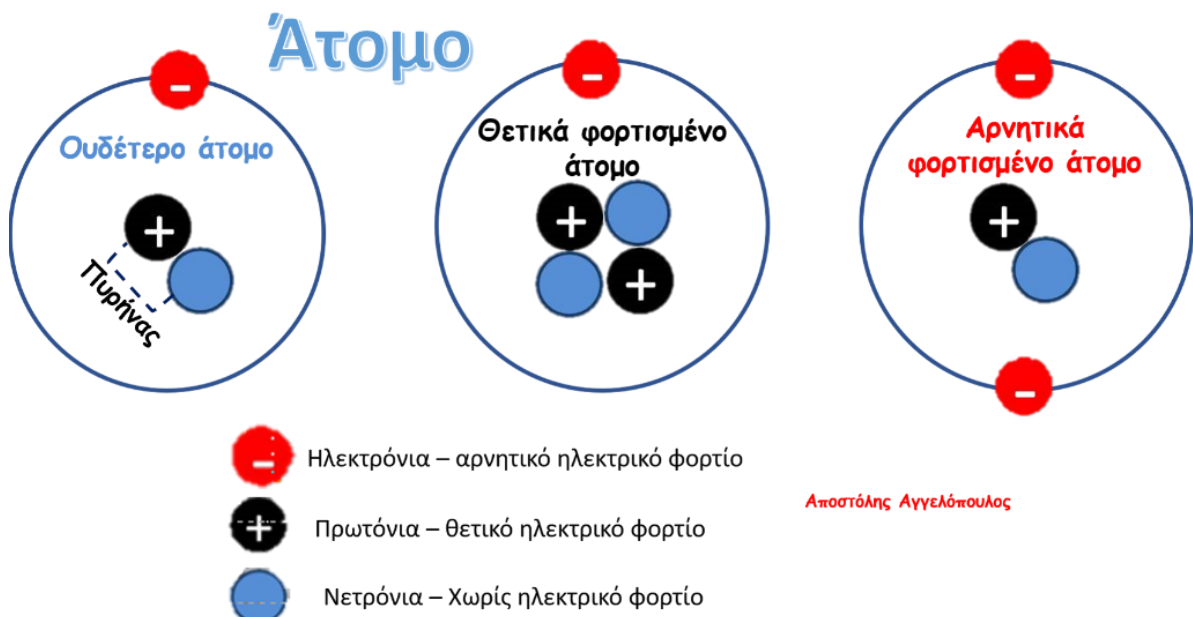 Άτομο
Ουδέτερο άτομο
+
-
Πυρήνας
Θετικά φορτισμένο
άτομο
-
+
+
Αρνητικά
φορτισμένο άτομο
-
+
-
- Ηλεκτρόνια – αρνητικό ηλεκτρικό φορτίο
+ Πρωτόνια – θετικό ηλεκτρικό φορτίο
Νετρόνια – Χωρίς ηλεκτρικό φορτίο
Αποστόλης Αγγελόπουλος